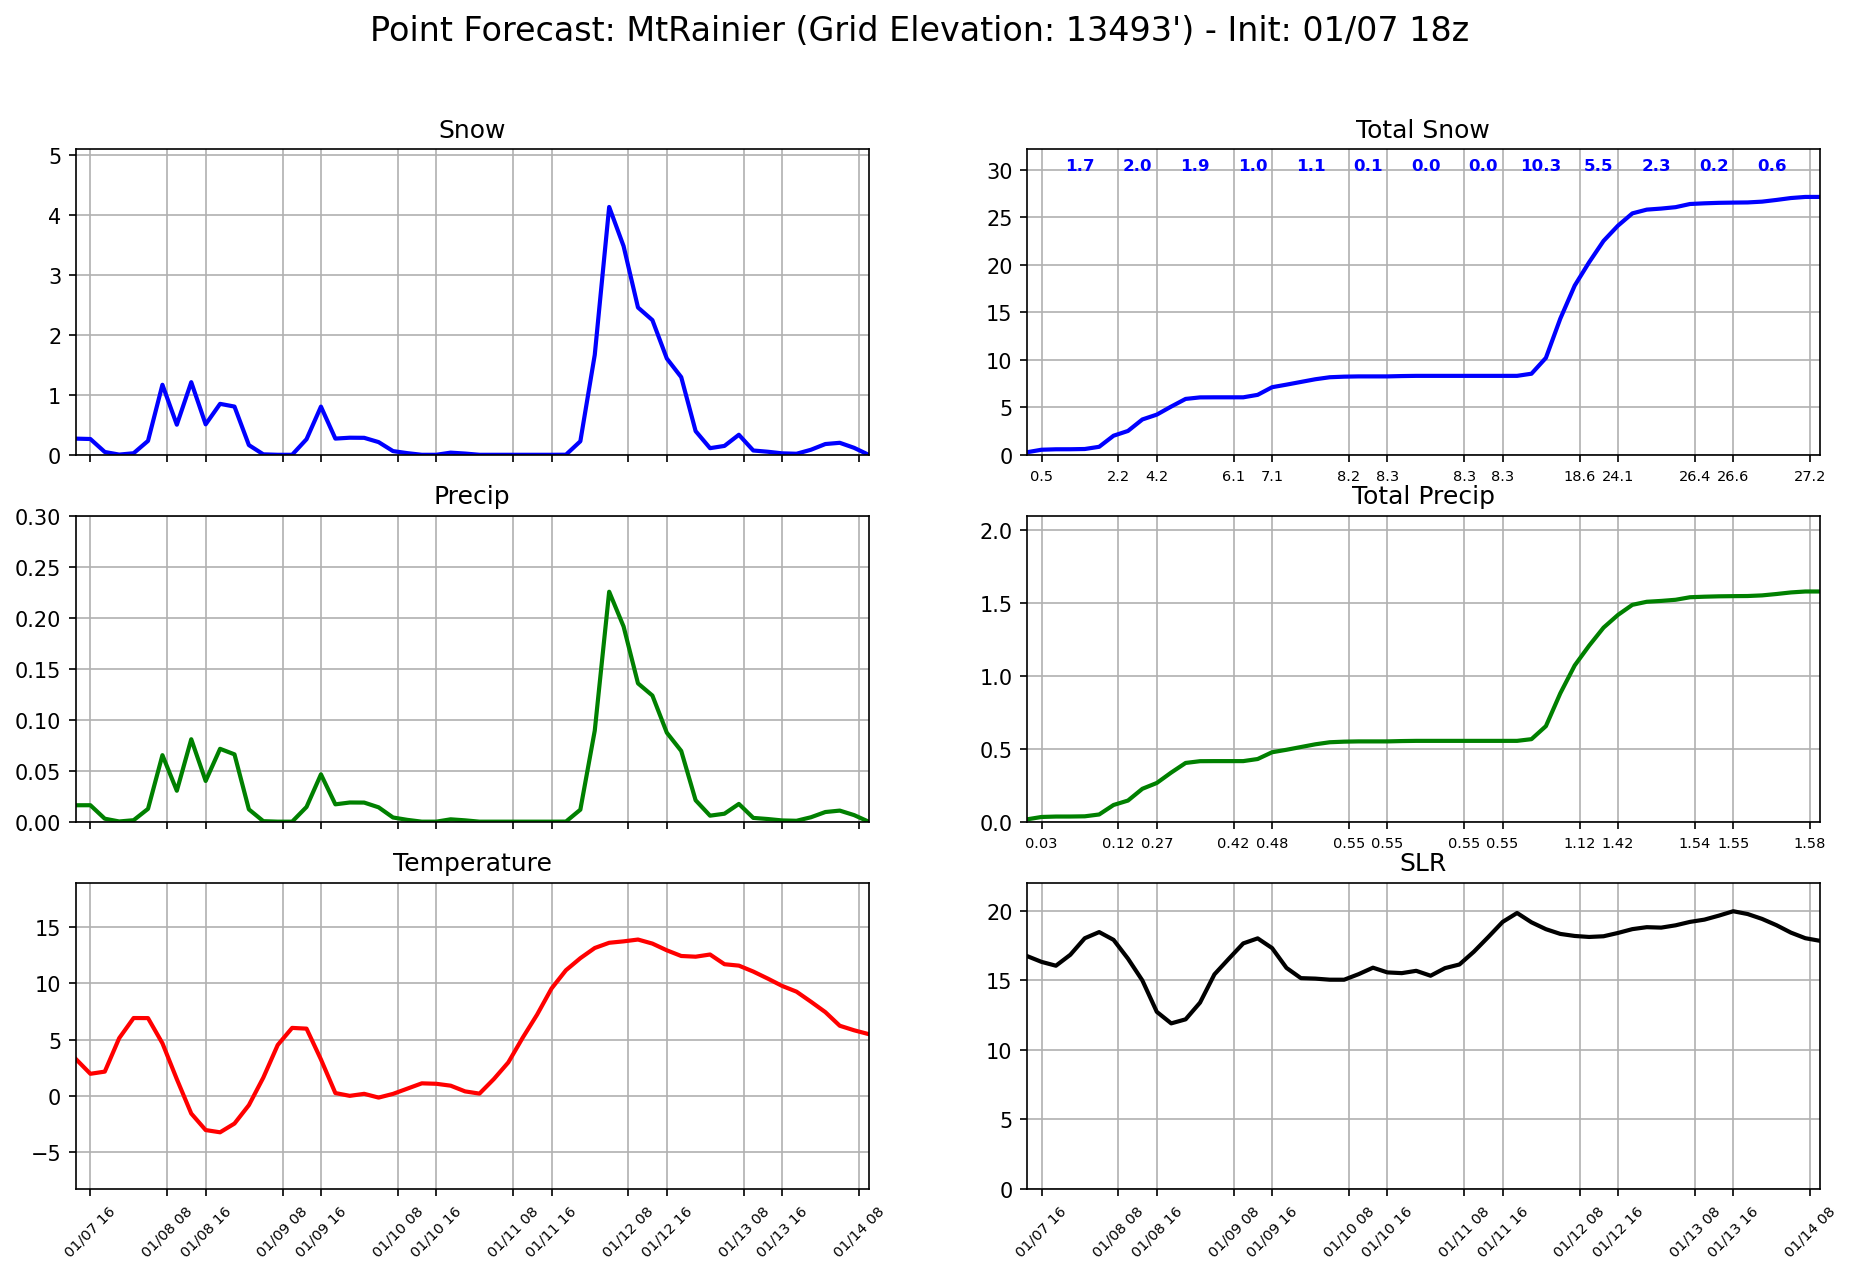 Point Forecast: MtRainier (Grid Elevation: 13493') - Init: 01/07 18z
Snow
5
4
3
2
1
0
Total Snow
1.7 2.0 1.9 1.0 1.1 0.1 0.0 0.0 10.3 5.5 2.3 0.2 0.6
30
25
20
15
10
5
0
0.5 2.2 4.2 6.1 7.1 8.2 8.3 8.3 8.3 18.6 24.1 26.4 26.6 27.2
Precip
0.30
0.25
0.20
0.15
0.10
0.05
0.00
Total Precip
2.0
1.5
1.0
0.5
0.0
0.03 0.12 0.27 0.42 0.48 0.55 0.55 0.55 0.55 1.12 1.42 1.54 1.55 1.58
Temperature
15
10
5
0
−5
01/07 16 01/08 08 01/08 16 01/09 08 01/09 16 01/10 08 01/10 16 01/11 08 01/11 16 01/12 08 01/12 16 01/13 08 01/13 16 01/14 08
SLR
20
15
10
5
0
01/07 16 01/08 08 01/08 16 01/09 08 01/09 16 01/10 08 01/10 16 01/11 08 01/11 16 01/12 08 01/12 16 01/13 08 01/13 16 01/14 08